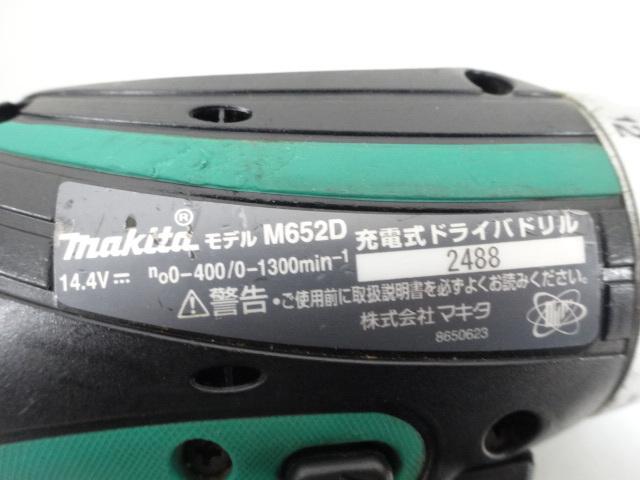 makita® モデル M652D 充電式ドライバドリル
14.4V⎓ n₀0-400/0-1300min⁻¹ 2488
⚠警告・ご使用前に取扱説明書を必ずよくお読みください。
株式会社 マキタ
8650623